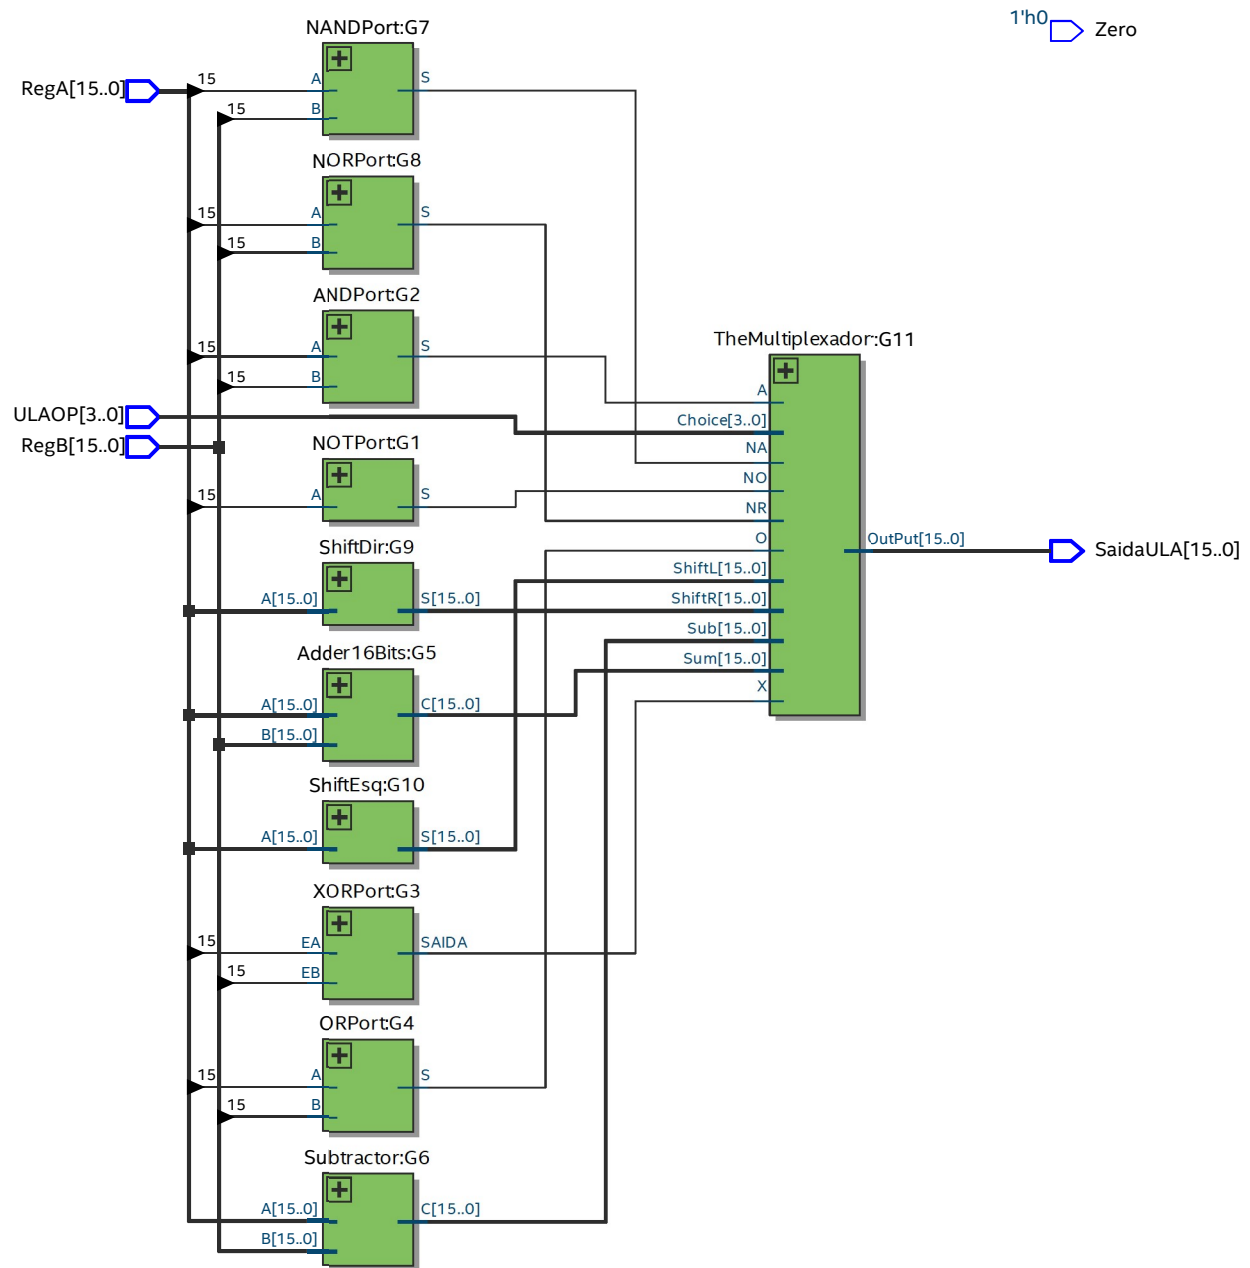 1'h0
Zero
NANDPort:G7
RegA[15..0]
15
A
S
15
B
NORPort:G8
15
A
S
15
B
ANDPort:G2
15
A
S
15
B
TheMultiplexador:G11
A
ULAOP[3..0]
Choice[3..0]
RegB[15..0]
NOTPort:G1
NA
NO
15
A
S
NR
ShiftDir:G9
O
OutPut[15..0]
SaidaULA[15..0]
ShiftL[15..0]
A[15..0]
S[15..0]
ShiftR[15..0]
Sub[15..0]
Adder16Bits:G5
Sum[15..0]
X
A[15..0]
C[15..0]
B[15..0]
ShiftEsq:G10
A[15..0]
S[15..0]
XORPort:G3
15
EA
SAIDA
15
EB
ORPort:G4
15
A
S
15
B
Subtractor:G6
A[15..0]
C[15..0]
B[15..0]